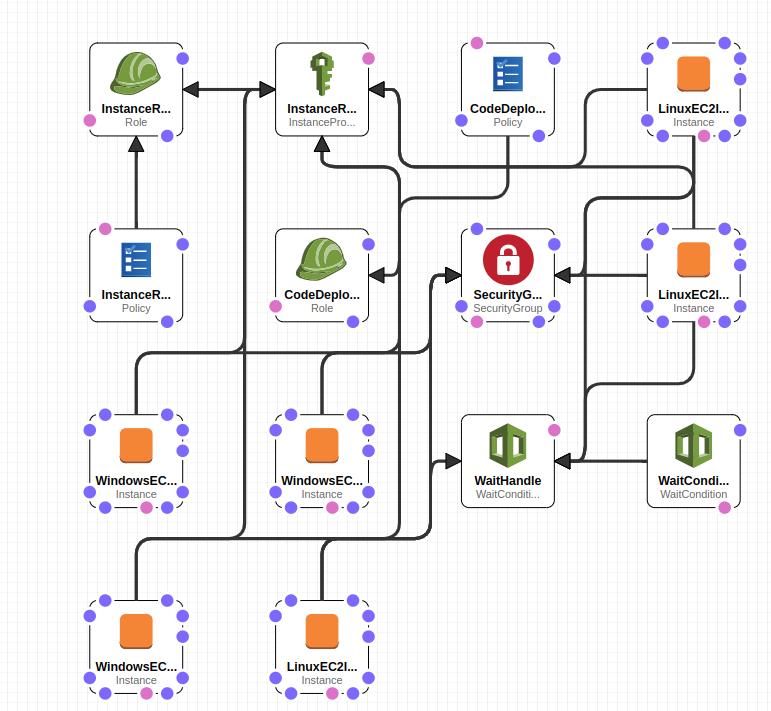 InstanceR...
Role
InstanceR...
InstancePro...
CodeDeplo...
Policy
LinuxEC2I...
Instance
InstanceR...
Policy
CodeDeplo...
Role
SecurityG...
SecurityGroup
LinuxEC2I...
Instance
WindowsEC...
Instance
WindowsEC...
Instance
WaitHandle
WaitConditi...
WaitCondi...
WaitCondition
WindowsEC...
Instance
LinuxEC2I...
Instance